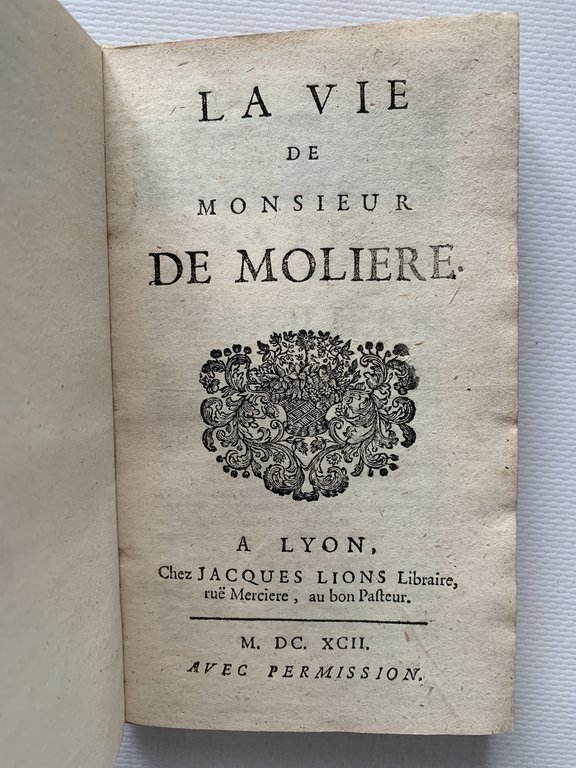 LA VIE
DE
MONSIEUR
DE MOLIERE.
A LYON,
Chez JACQUES LIONS Libraire,
ruë Merciere, au bon Paſteur.
M. DC. XCII.
AVEC PERMISSION.